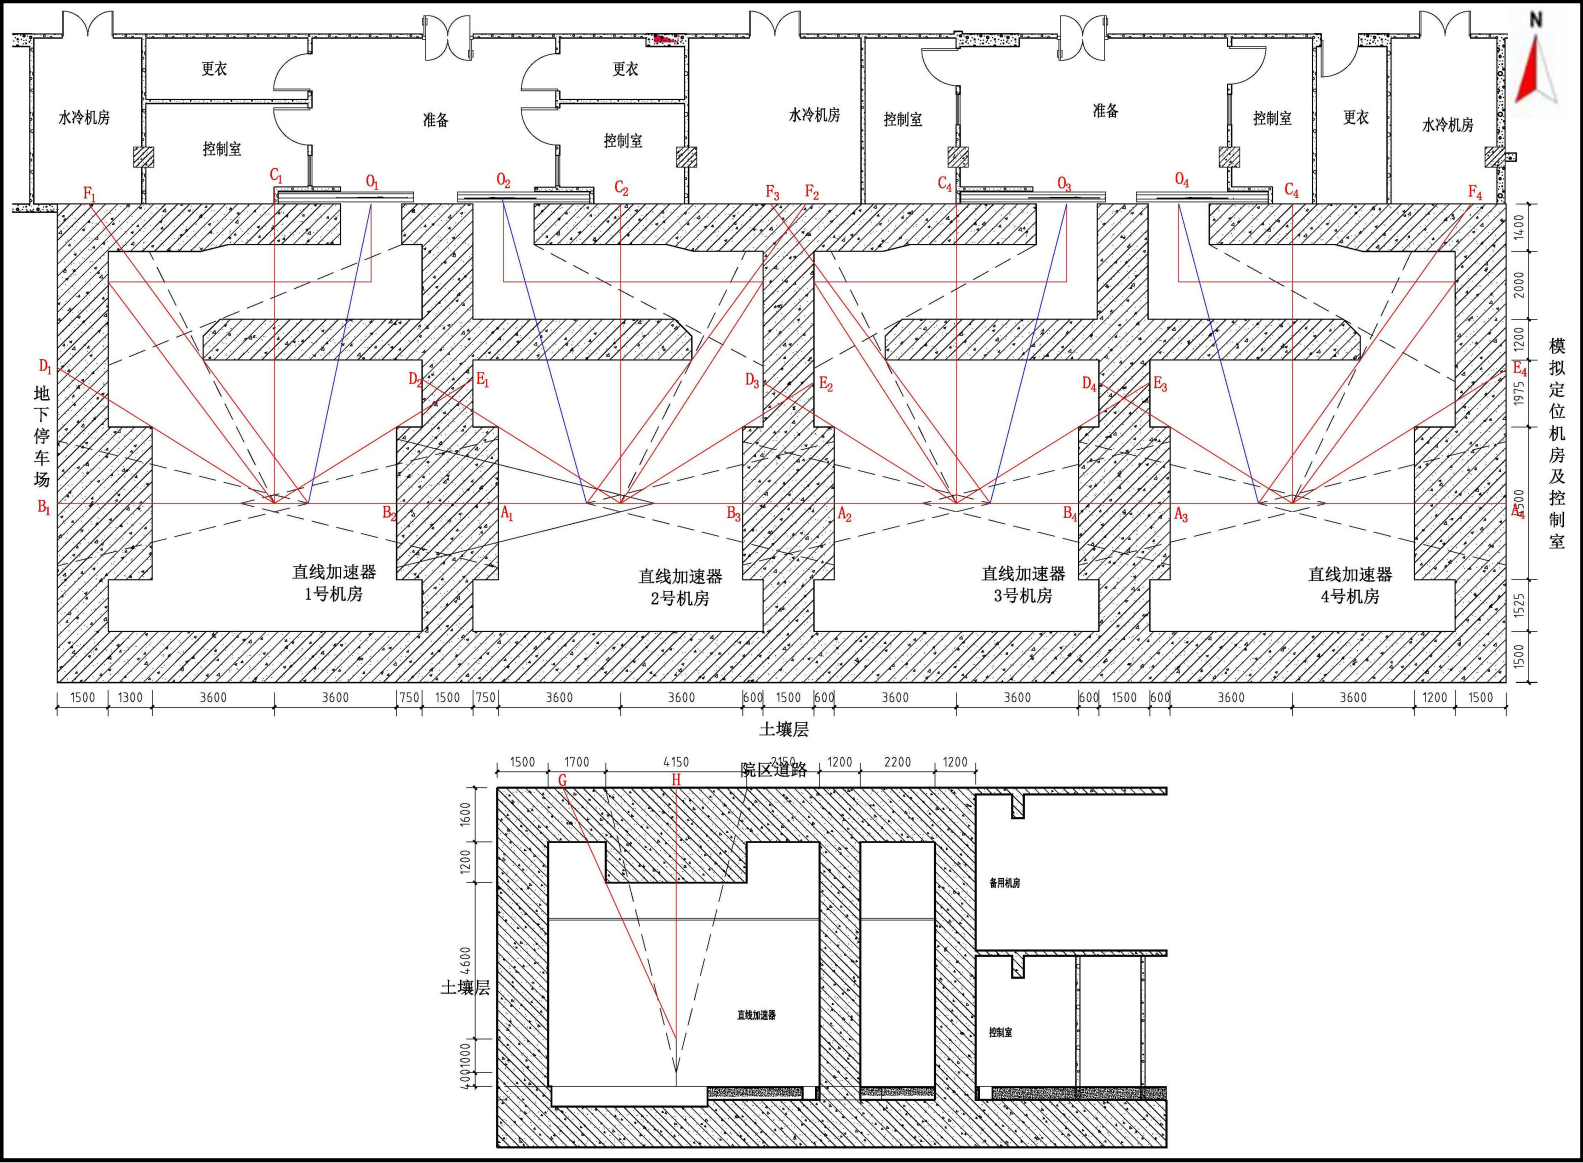 N
更衣
更衣
水冷机房
控制室
准备
控制室
水冷机房
控制室
准备
控制室
更衣
水冷机房
F1
C1
O1
O2
C2
F3
F2
C4
O3
O4
C4
F4
1400
2000
1200
1975
1525
1500
D1
D2
E1
D3
E2
D4
E3
E4
地下停车场
模拟定位机房及控制室
B1
B2
A1
B3
A2
B4
A3
A4
直线加速器
1号机房
直线加速器
2号机房
直线加速器
3号机房
直线加速器
4号机房
1500 1300 3600 3600 750 1500 750 3600 3600 600 1500 600 3600 3600 600 1500 600 3600 3600 1200 1500
土壤层
1500 1700 4150 2150 1200 2200 1200
院区道路
G
H
1600
1200
4600
1000
400
土壤层
备用机房
直线加速器
控制室